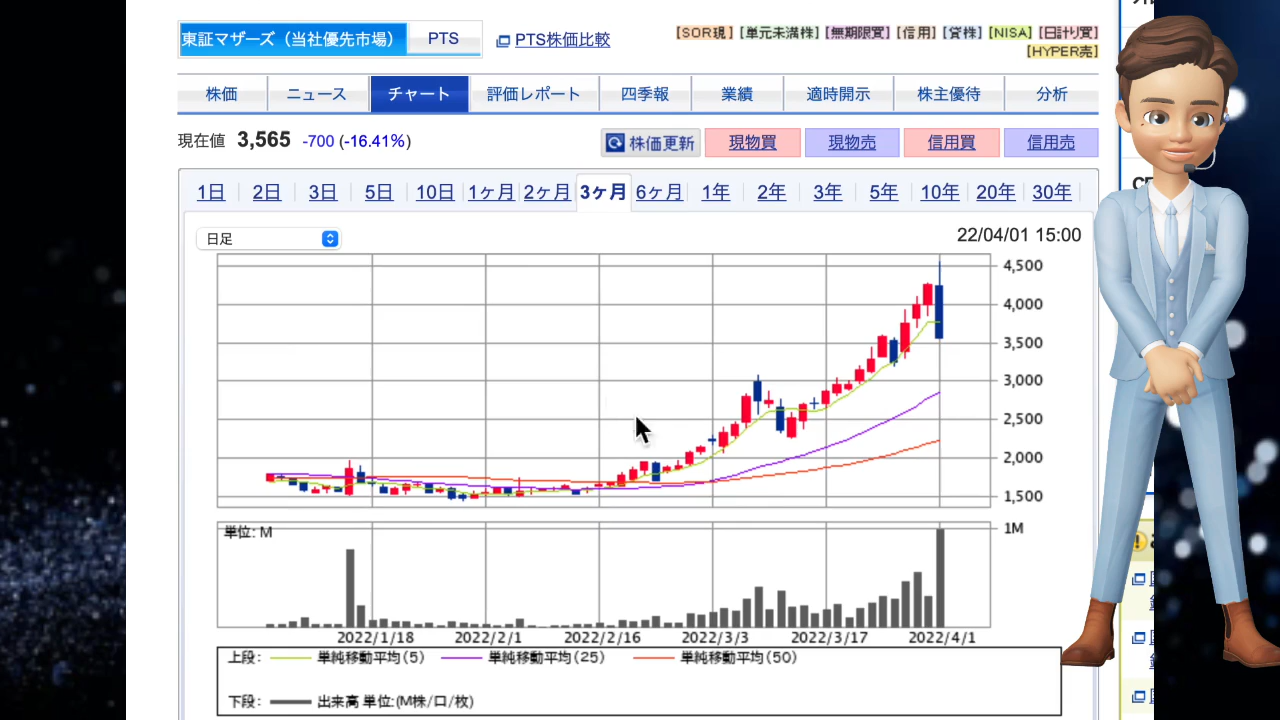 東証マザーズ（当社優先市場） PTS PTS株価比較 [SOR現] [単元未満株] [無期限買] [信用] [貸株] [NISA] [日計り買]
[HYPER売]
株価 ニュース チャート 評価レポート 四季報 業績 適時開示 株主優待 分析
現在値 3,565 -700 (-16.41%) 株価更新 現物買 現物売 信用買 信用売
1日 2日 3日 5日 10日 1ヶ月 2ヶ月 3ヶ月 6ヶ月 1年 2年 3年 5年 10年 20年 30年
日足 22/04/01 15:00
4,500
4,000
3,500
3,000
2,500
2,000
1,500
単位: M 1M
2022/1/18 2022/2/1 2022/2/16 2022/3/3 2022/3/17 2022/4/1
上段: 単純移動平均(5) 単純移動平均(25) 単純移動平均(50)
下段: 出来高 単位:(M株/口/枚)